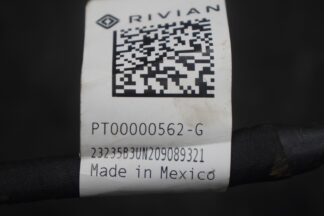 RIVIAN
PT00000562-G
23235B3UN209089321
Made in Mexico